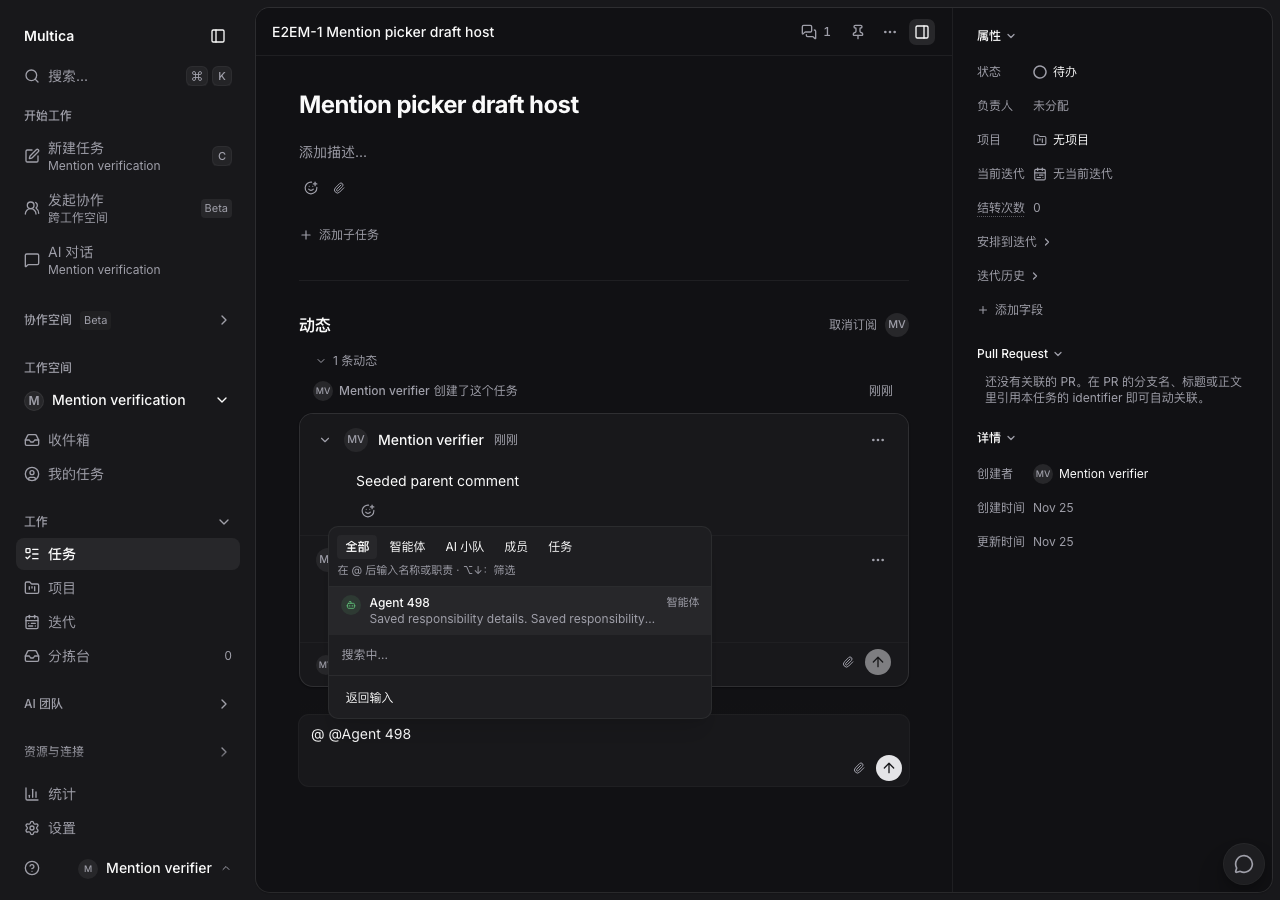 Multica
搜索...
⌘ K
开始工作
新建任务
Mention verification
C
发起协作
跨工作空间
Beta
AI 对话
Mention verification
协作空间 Beta
工作空间
M Mention verification
收件箱
我的任务
工作
任务
项目
迭代
分拣台 0
AI 团队
资源与连接
统计
设置
M Mention verifier
E2EM-1 Mention picker draft host
1
Mention picker draft host
添加描述...
添加子任务
动态
取消订阅 MV
1 条动态
MV Mention verifier 创建了这个任务 刚刚
MV Mention verifier 刚刚
Seeded parent comment
全部 智能体 AI 小队 成员 任务
在 @ 后输入名称或职责 · ⌥↓: 筛选
Agent 498 智能体
Saved responsibility details. Saved responsibility...
搜索中...
返回输入
@ @Agent 498
属性
状态 待办
负责人 未分配
项目 无项目
当前迭代 无当前迭代
结转次数 0
安排到迭代
迭代历史
添加字段
Pull Request
还没有关联的 PR。在 PR 的分支名、标题或正文
里引用本任务的 identifier 即可自动关联。
详情
创建者 MV Mention verifier
创建时间 Nov 25
更新时间 Nov 25